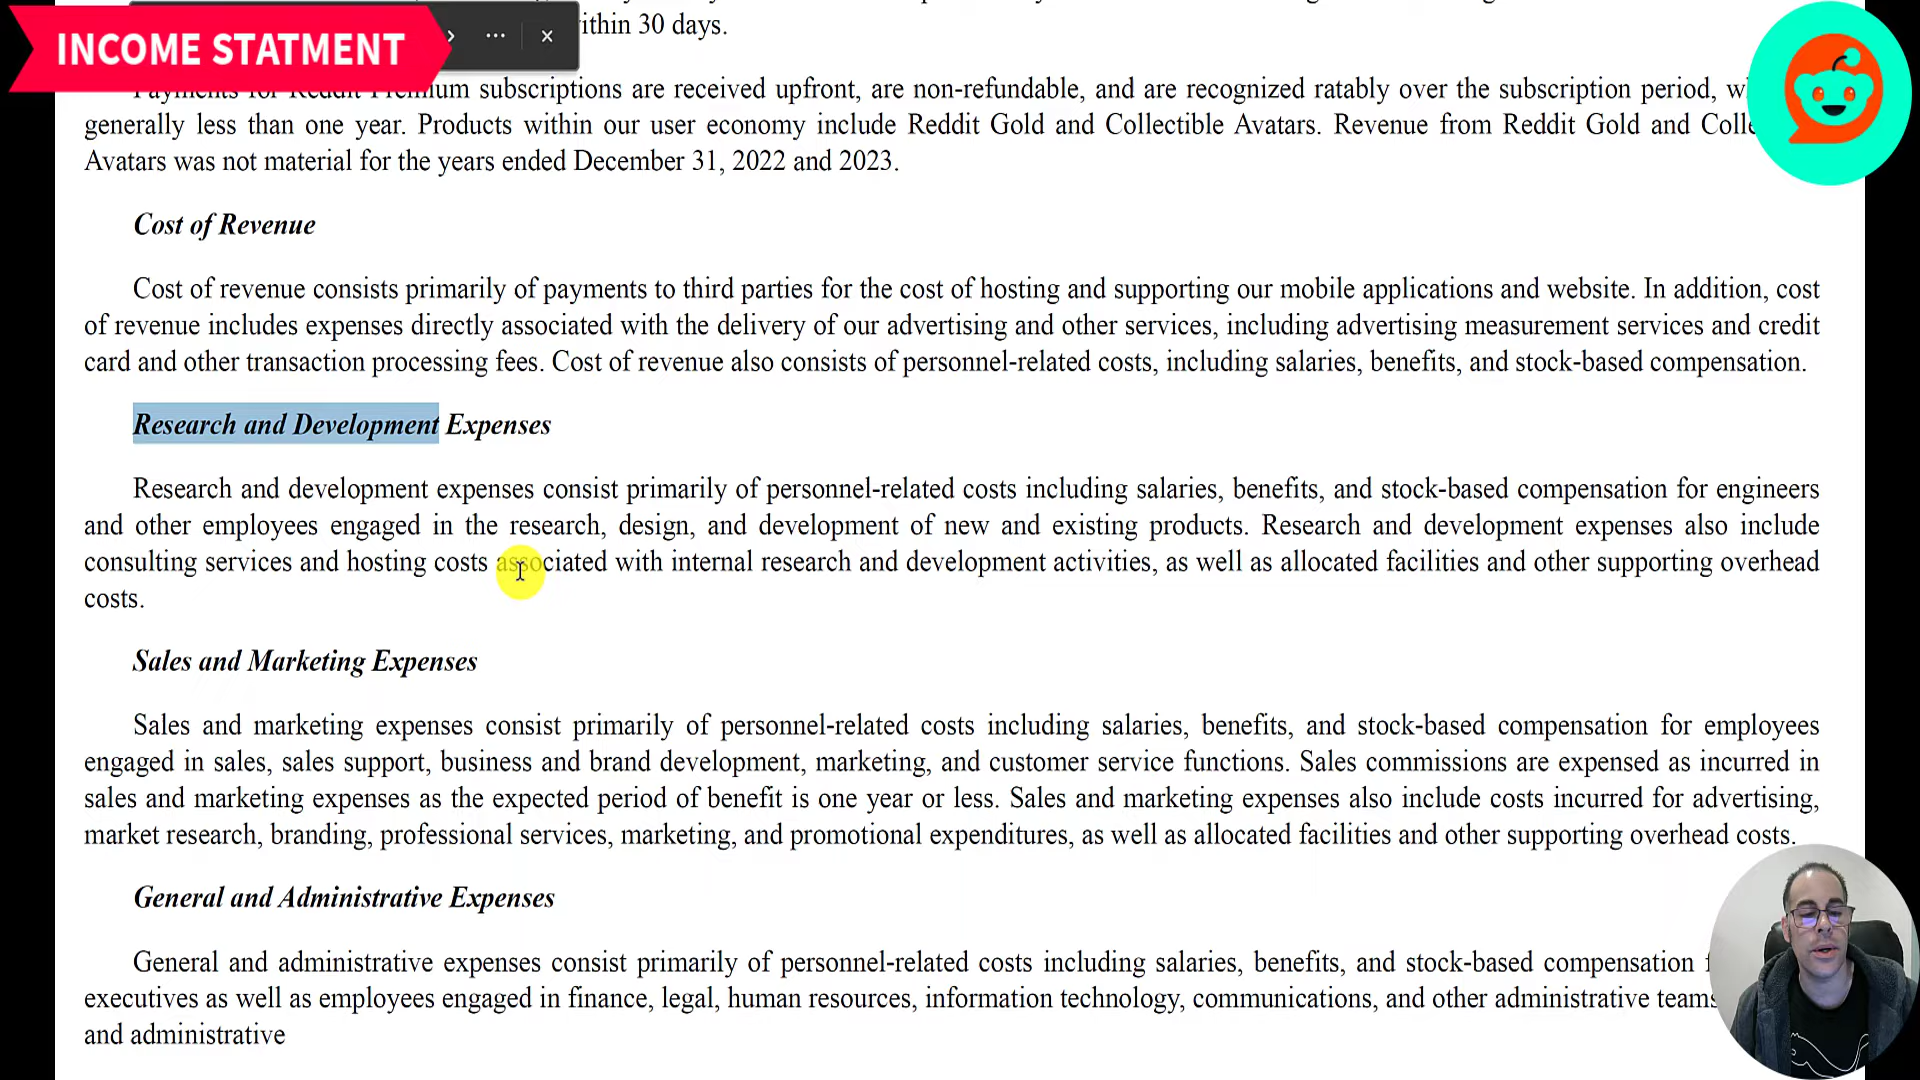 INCOME STATMENT
ithin 30 days.
Payments for Reddit Premium subscriptions are received upfront, are non-refundable, and are recognized ratably over the subscription period,
generally less than one year. Products within our user economy include Reddit Gold and Collectible Avatars. Revenue from Reddit Gold and
Avatars was not material for the years ended December 31, 2022 and 2023.
Cost of Revenue
Cost of revenue consists primarily of payments to third parties for the cost of hosting and supporting our mobile applications and website. In addition, cost
of revenue includes expenses directly associated with the delivery of our advertising and other services, including advertising measurement services and credit
card and other transaction processing fees. Cost of revenue also consists of personnel-related costs, including salaries, benefits, and stock-based compensation.
Research and Development Expenses
Research and development expenses consist primarily of personnel-related costs including salaries, benefits, and stock-based compensation for engineers
and other employees engaged in the research, design, and development of new and existing products. Research and development expenses also include
consulting services and hosting costs associated with internal research and development activities, as well as allocated facilities and other supporting overhead
costs.
Sales and Marketing Expenses
Sales and marketing expenses consist primarily of personnel-related costs including salaries, benefits, and stock-based compensation for employees
engaged in sales, sales support, business and brand development, marketing, and customer service functions. Sales commissions are expensed as incurred in
sales and marketing expenses as the expected period of benefit is one year or less. Sales and marketing expenses also include costs incurred for advertising,
market research, branding, professional services, marketing, and promotional expenditures, as well as allocated facilities and other supporting overhead costs.
General and Administrative Expenses
General and administrative expenses consist primarily of personnel-related costs including salaries, benefits, and stock-based compensation
executives as well as employees engaged in finance, legal, human resources, information technology, communications, and other administrative teams
and administrative